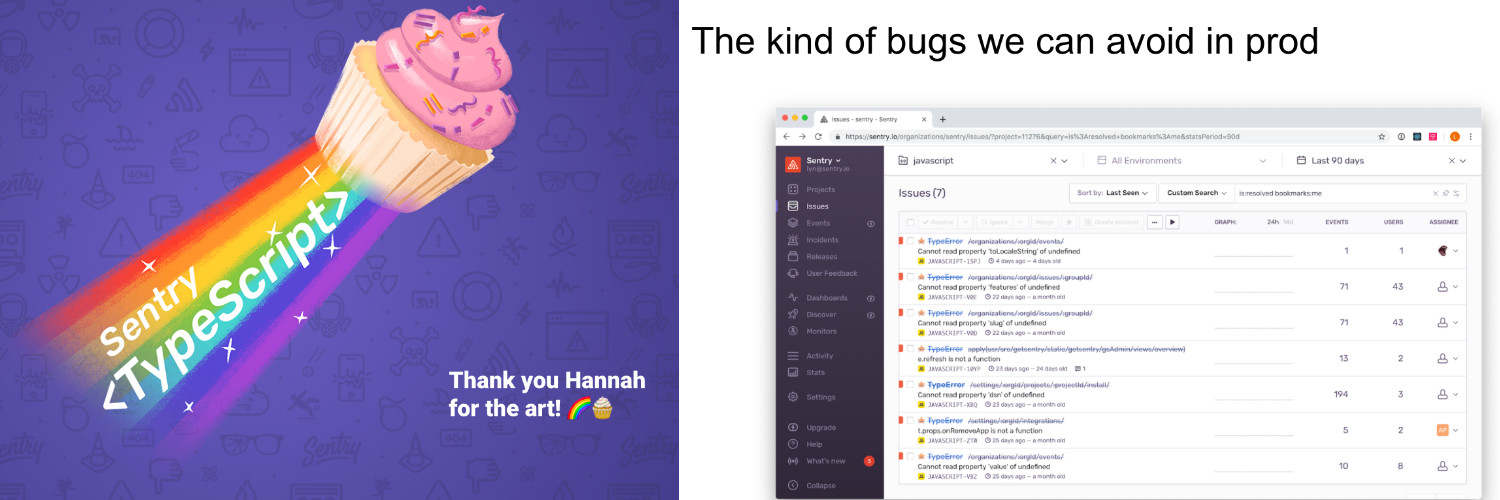 Sentry
<TypeScript>
Thank you Hannah
for the art! 🌈🧁
The kind of bugs we can avoid in prod
Issues - sentry - Sentry
https://sentry.io/organizations/sentry/issues/?project=11276&query=is%3Aresolved+bookmarks%3Ame&statsPeriod=90d
Sentry
lyn@sentry.io
Projects
Issues
Events
Incidents
Releases
User Feedback
Dashboards
Discover
Monitors
Activity
Stats
Settings
Upgrade
Help
What's new 3
Collapse
javascript All Environments Last 90 days
Issues (7) Sort by: Last Seen Custom Search is:resolved bookmarks:me
Resolve Ignore Merge Create Incident GRAPH: 24h 14d EVENTS USERS ASSIGNEE
TypeError /organizations/:orgId/events/
Cannot read property 'toLocaleString' of undefined 1 1
JAVASCRIPT-15PJ 4 days ago — 4 days old
TypeError /organizations/:orgId/issues/:groupId/
Cannot read property 'features' of undefined 71 43
22 days ago — a month old
TypeError /organizations/:orgId/issues/:groupId/
Cannot read property 'slug' of undefined 71 43
22 days ago — a month old
TypeError apply(usr/src/getsentry/static/getsentry/gsAdmin/views/overview)
e.refresh is not a function 13 2
JAVASCRIPT-10YP 23 days ago — 24 days old 1
TypeError /settings/:orgId/projects/:projectId/install/
Cannot read property 'dsn' of undefined 194 3
JAVASCRIPT-XBQ 23 days ago — a month old
TypeError /settings/:orgId/integrations/
t.props.onRemoveApp is not a function 5 2
JAVASCRIPT-ZT0 25 days ago — a month old
TypeError /organizations/:orgId/events/
Cannot read property 'value' of undefined 10 8
25 days ago — a month old